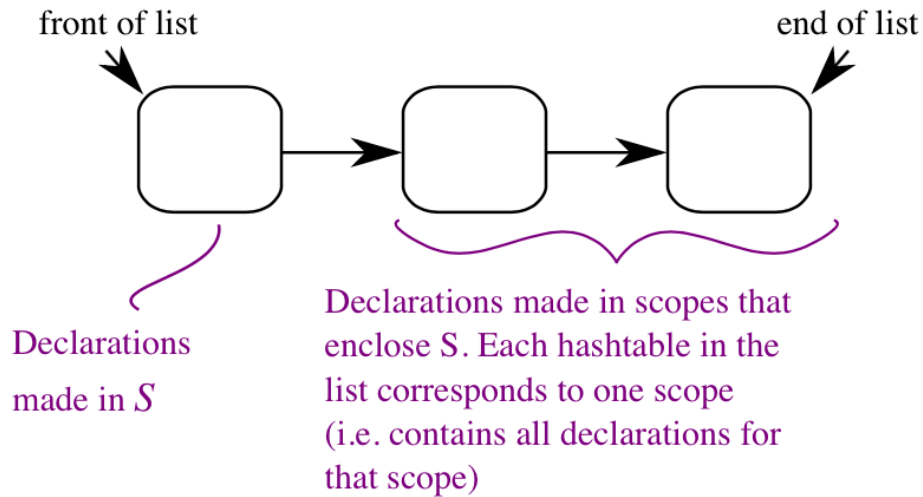 front of list
end of list
Declarations
made in S
Declarations made in scopes that
enclose S. Each hashtable in the
list corresponds to one scope
(i.e. contains all declarations for
that scope)